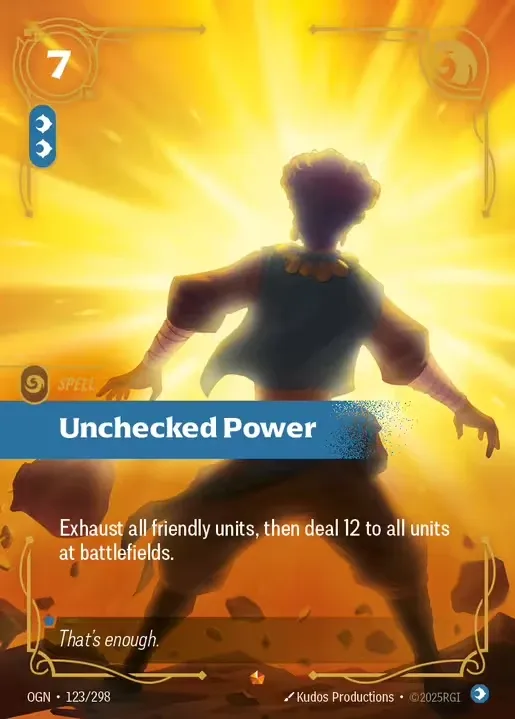 7
SPELL
Unchecked Power
Exhaust all friendly units, then deal 12 to all units
at battlefields.
That's enough.
OGN • 123/298 Kudos Productions • ©2025RGI